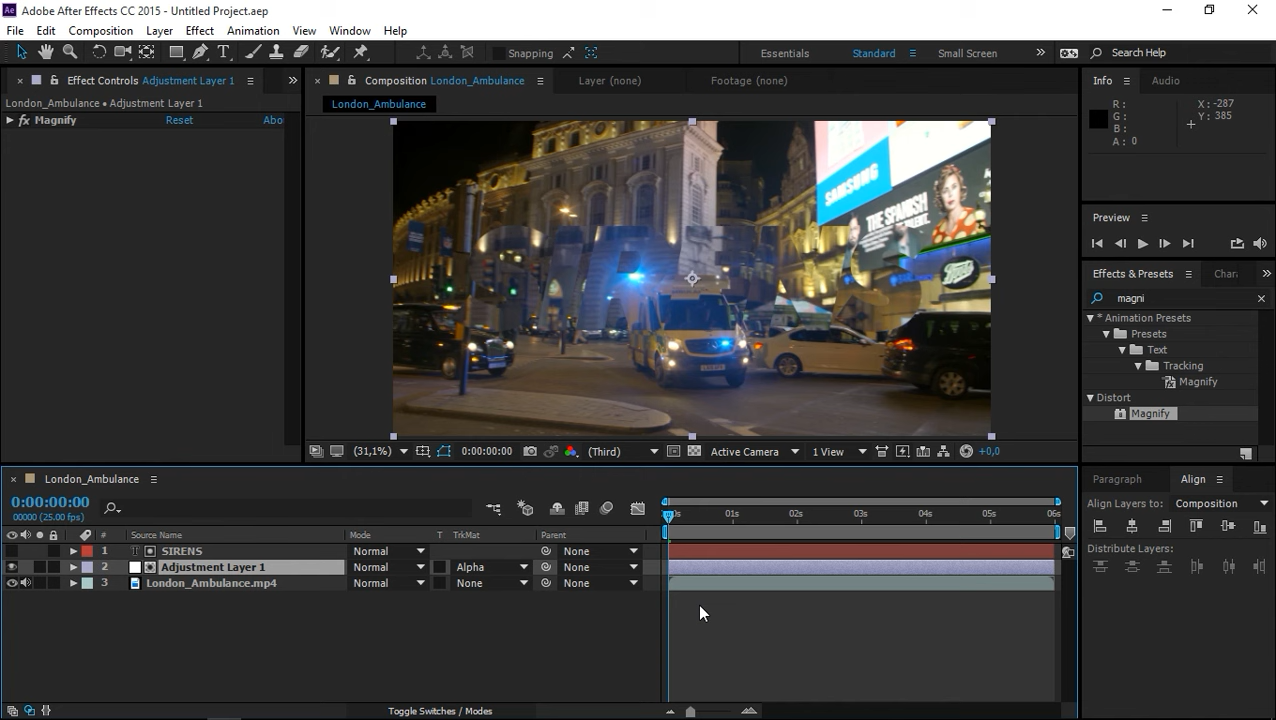 Adobe After Effects CC 2015 - Untitled Project.aep
File Edit Composition Layer Effect Animation View Window Help
Snapping Essentials Standard Small Screen Search Help
Effect Controls Adjustment Layer 1
Composition London_Ambulance Layer (none) Footage (none)
Info Audio
London_Ambulance • Adjustment Layer 1
London_Ambulance
fx Magnify Reset Abo
R: X: -287
G: Y: 385
B:
A: 0
SAMSUNG
THE SPANISH
Boots
SIRENS
Preview
Effects & Presets Chara
magni
* Animation Presets
Presets
Text
Tracking
Magnify
Distort
Magnify
(31,1%) 0:00:00:00 (Third) Active Camera 1 View +0,0
London_Ambulance
0:00:00:00
00000 (25.00 fps)
0s 01s 02s 03s 04s 05s 06s
# Source Name Mode T TrkMat Parent
1 T SIRENS Normal None
2 Adjustment Layer 1 Normal Alpha None
3 London_Ambulance.mp4 Normal None None
Toggle Switches / Modes
Paragraph Align
Align Layers to: Composition
Distribute Layers: